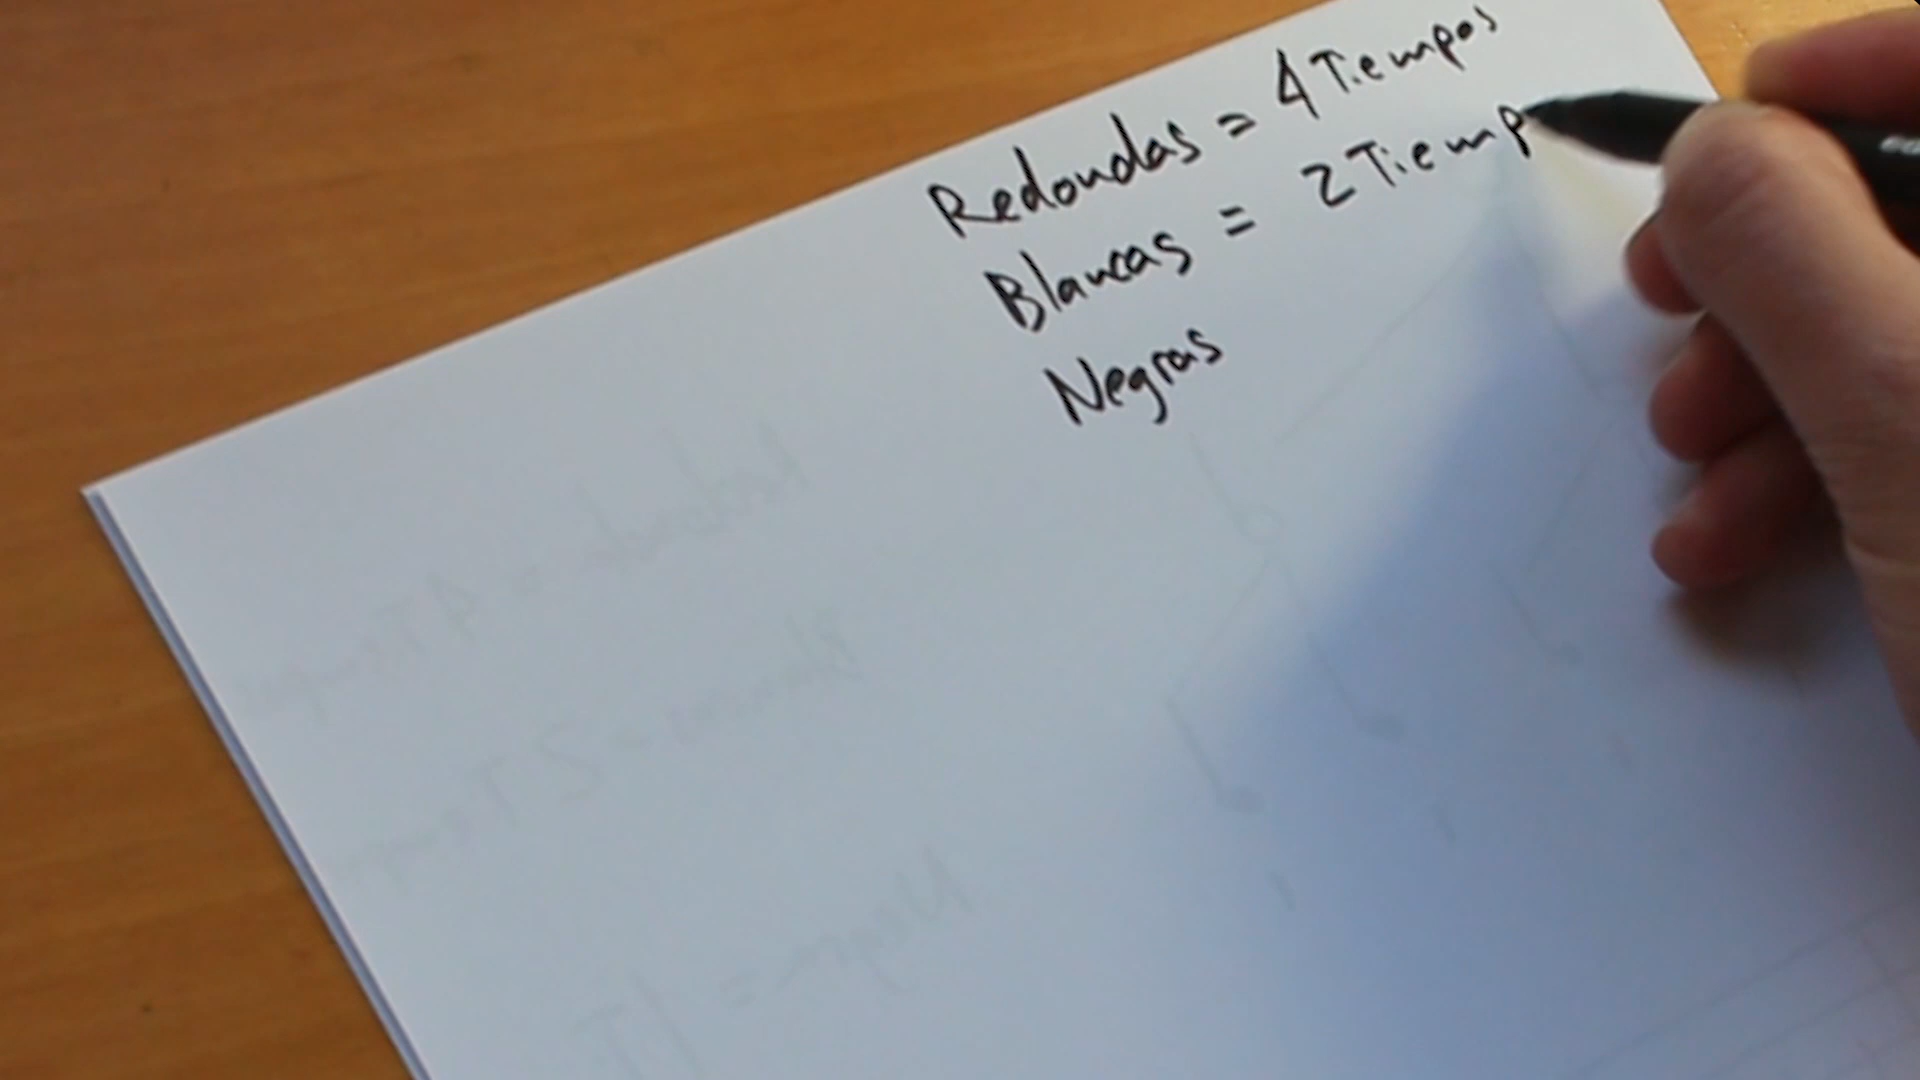 Redondas = 4 Tiempos
Blancas = 2 Tiemp
Negras